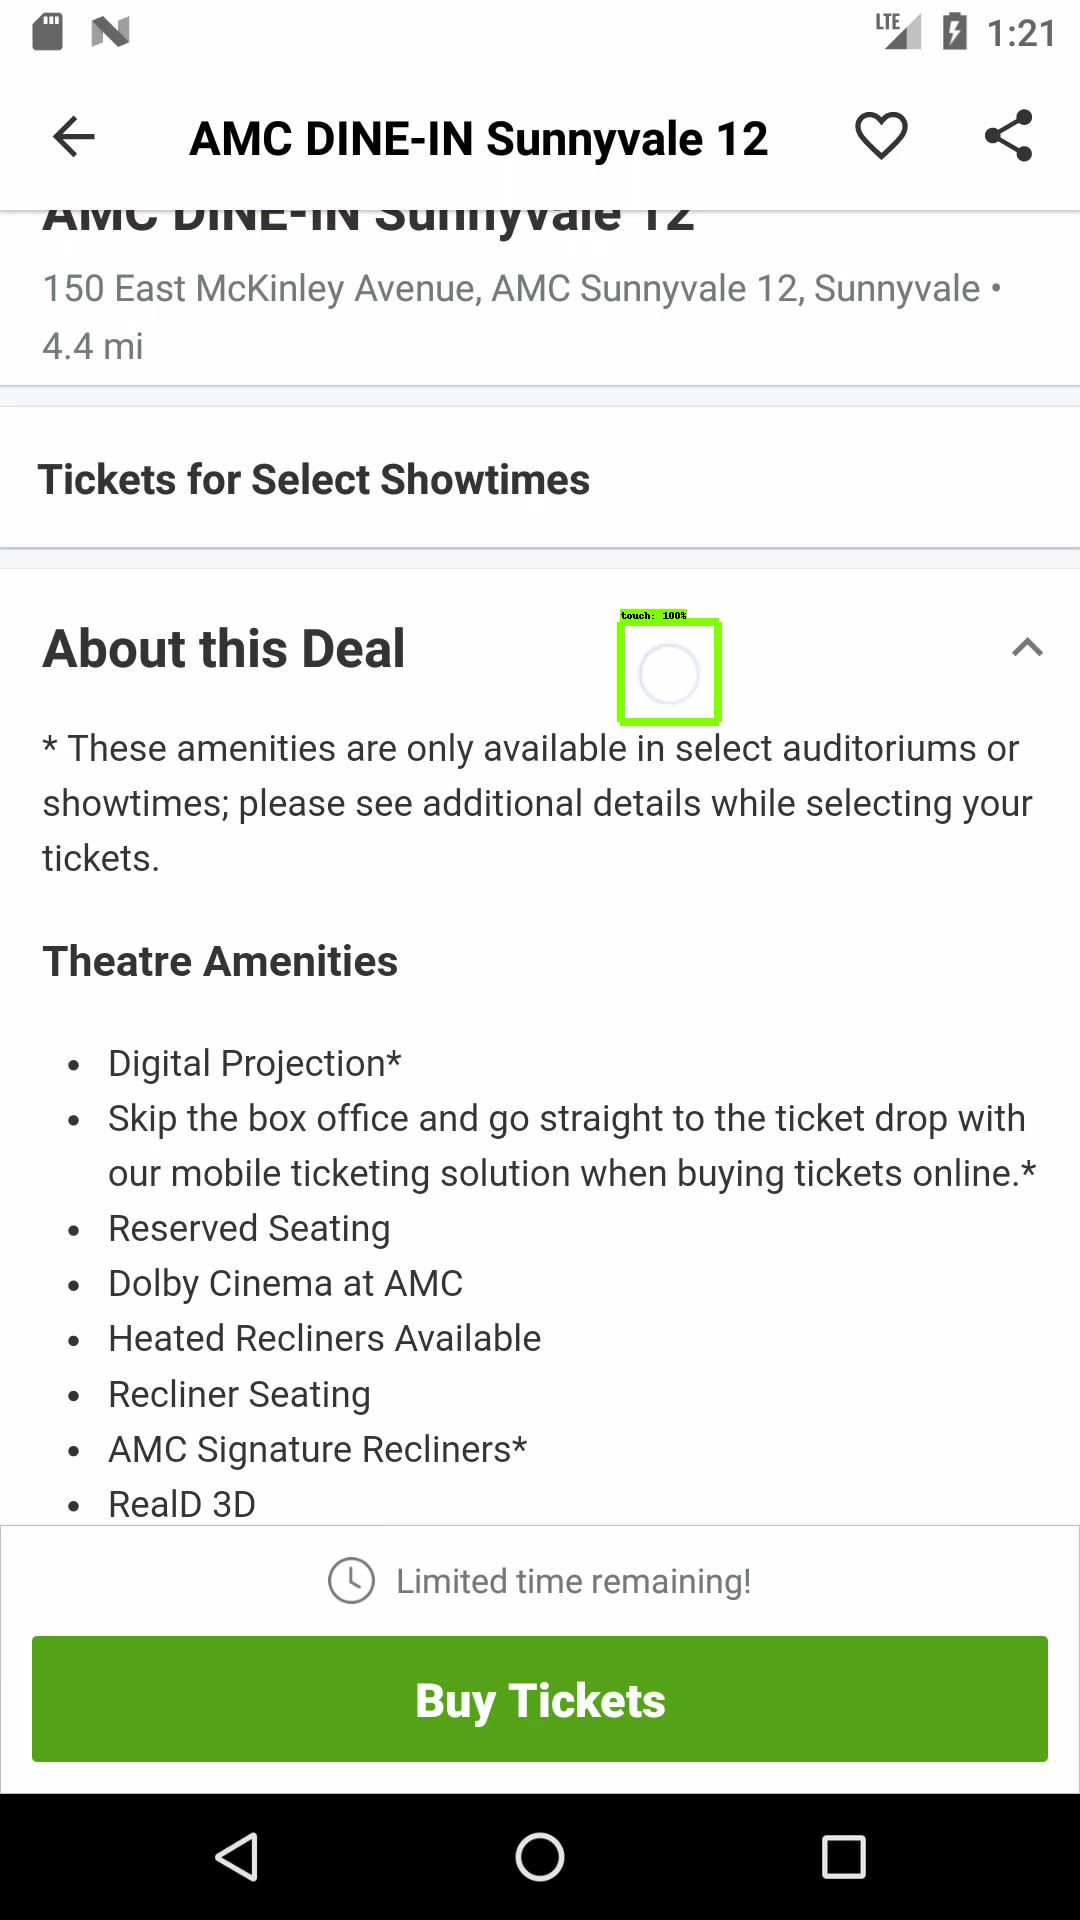 LTE 1:21
AMC DINE-IN Sunnyvale 12
AMC DINE-IN Sunnyvale 12
150 East McKinley Avenue, AMC Sunnyvale 12, Sunnyvale •
4.4 mi
Tickets for Select Showtimes
touch: 100%
About this Deal
* These amenities are only available in select auditoriums or
showtimes; please see additional details while selecting your
tickets.
Theatre Amenities
• Digital Projection*
• Skip the box office and go straight to the ticket drop with
our mobile ticketing solution when buying tickets online.*
• Reserved Seating
• Dolby Cinema at AMC
• Heated Recliners Available
• Recliner Seating
• AMC Signature Recliners*
• RealD 3D
Limited time remaining!
Buy Tickets